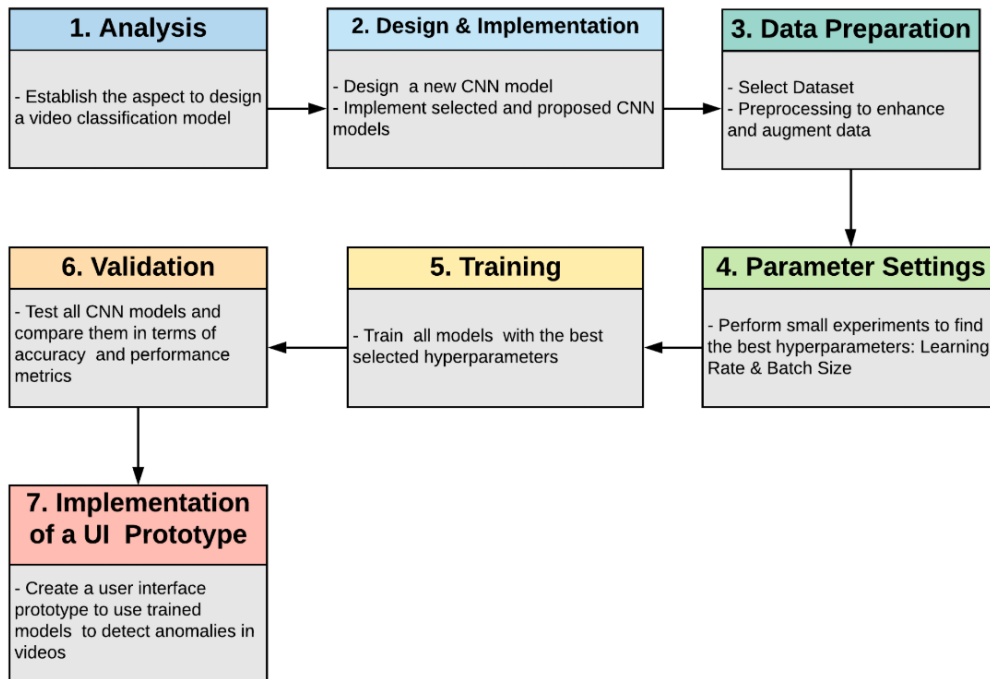 1. Analysis
- Establish the aspect to design
a video classification model
2. Design & Implementation
- Design a new CNN model
- Implement selected and proposed CNN
models
3. Data Preparation
- Select Dataset
- Preprocessing to enhance
and augment data
4. Parameter Settings
- Perform small experiments to find
the best hyperparameters: Learning
Rate & Batch Size
5. Training
- Train all models with the best
selected hyperparameters
6. Validation
- Test all CNN models and
compare them in terms of
accuracy and performance
metrics
7. Implementation
of a UI Prototype
- Create a user interface
prototype to use trained
models to detect anomalies in
videos